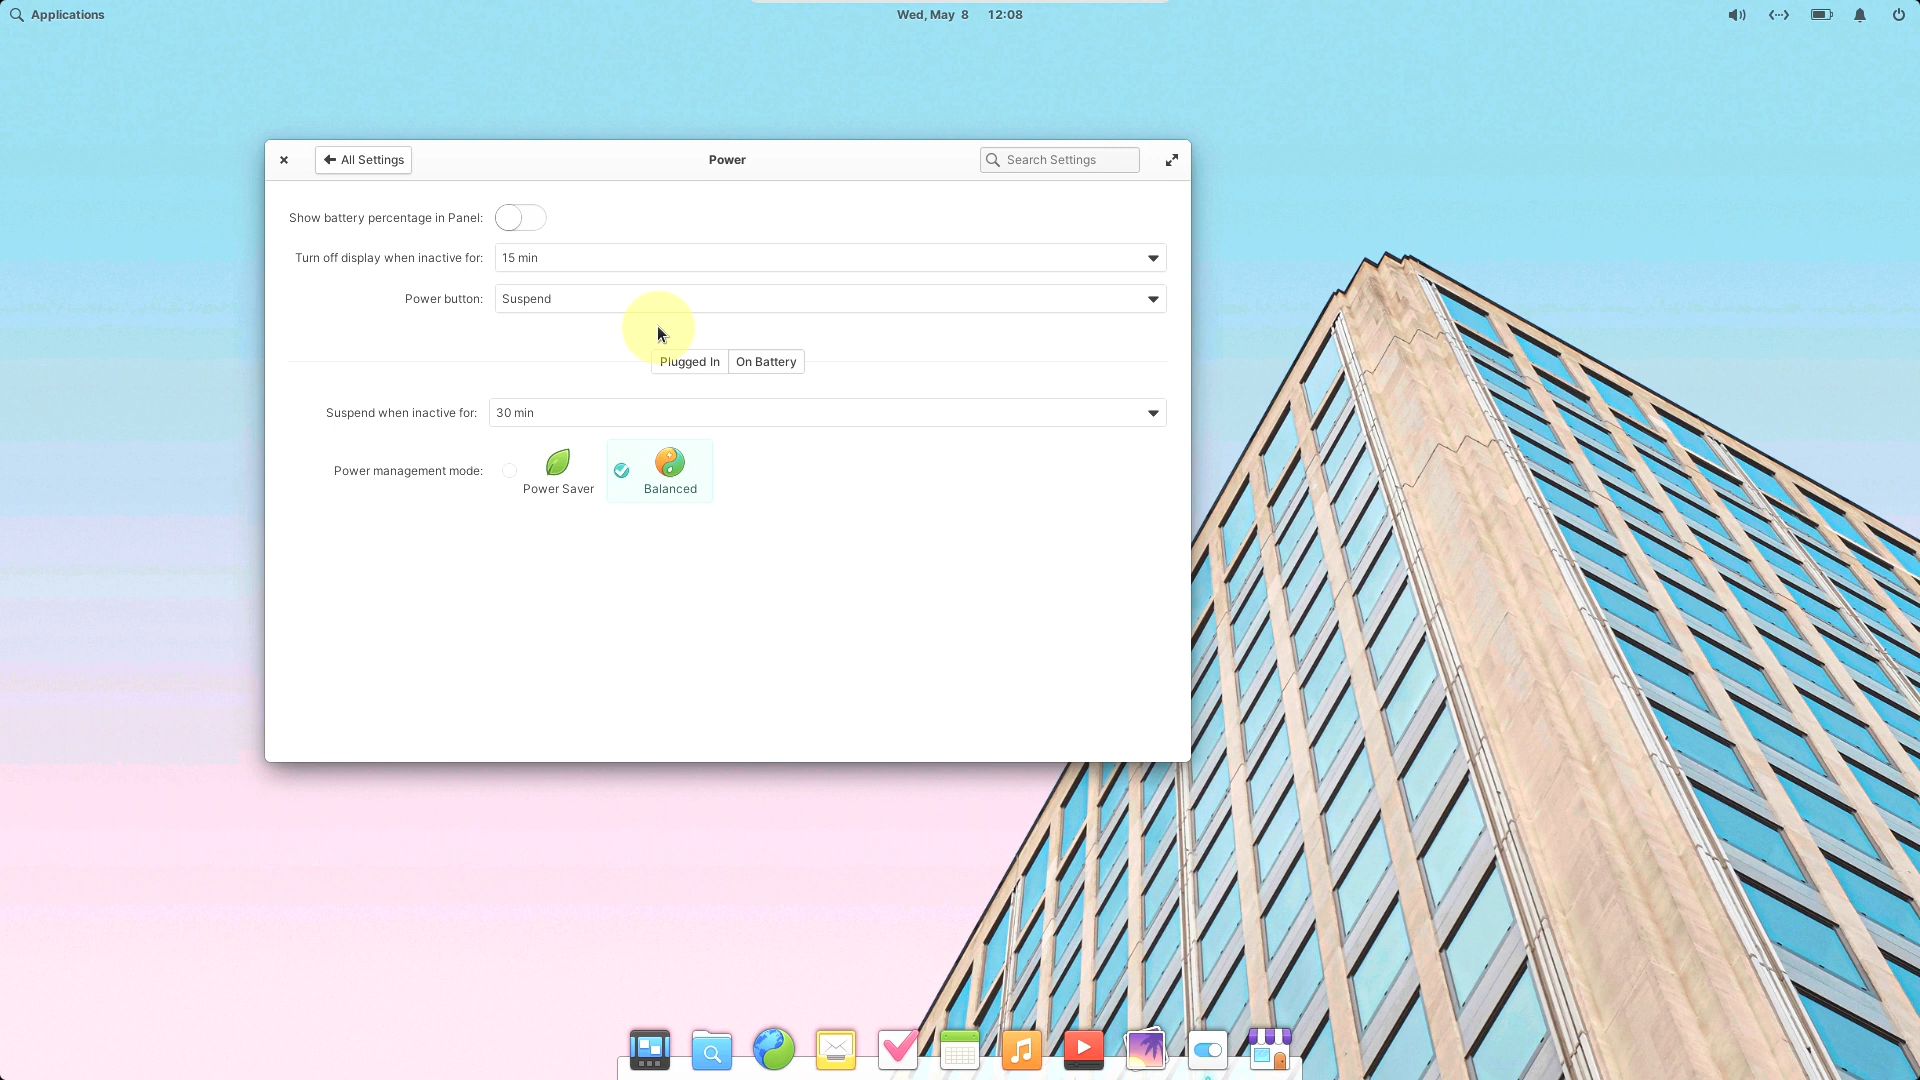 Applications
Wed, May 8 12:08
All Settings
Power
Search Settings
Show battery percentage in Panel:
Turn off display when inactive for: 15 min
Power button: Suspend
Plugged In On Battery
Suspend when inactive for: 30 min
Power management mode:
Power Saver Balanced